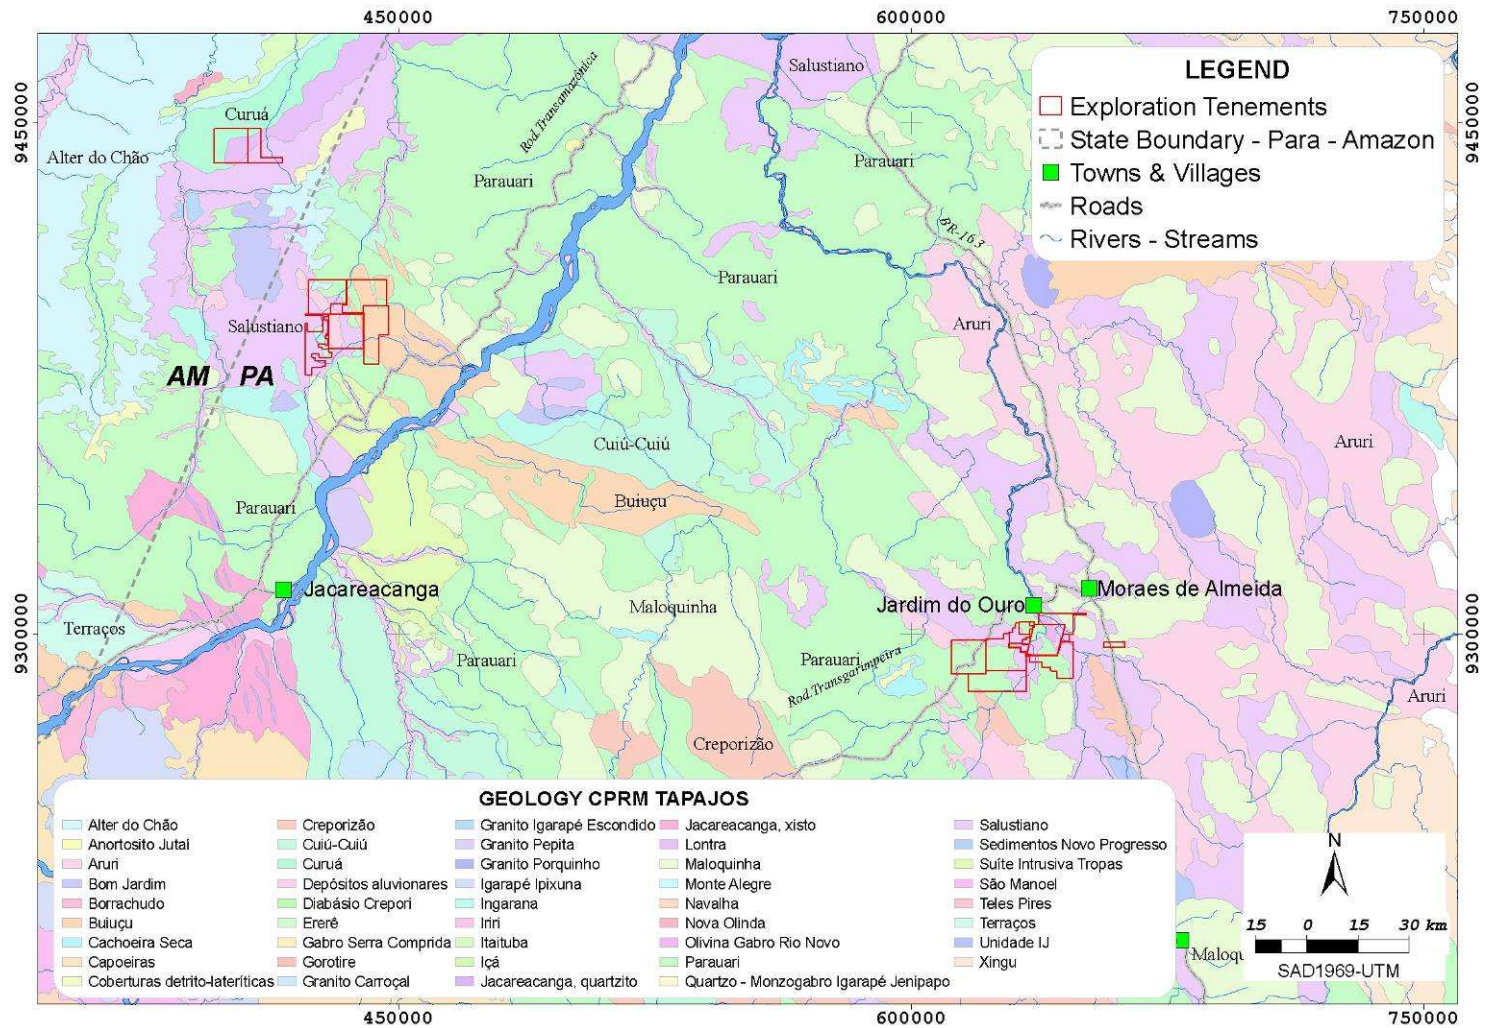 450000
600000
750000
9450000
9450000
LEGEND
Exploration Tenements
State Boundary - Para - Amazon
Towns & Villages
Roads
Rivers - Streams
Salustiano
Rod.Transamazônica
Curuá
Alter do Chão
Parauari
Parauari
BR-163
Parauari
Salustiano
Aruri
AM PA
Cuiú-Cuiú
Aruri
Buiuçu
Parauari
Jacareacanga
Moraes de Almeida
Jardim do Ouro
Maloquinha
Terraços
9300000
9300000
Parauari
Parauari
Rod.Transgarimpeira
Aruri
Creporizão
GEOLOGY CPRM TAPAJOS
Alter do Chão
Anortosito Jutaí
Aruri
Bom Jardim
Borrachudo
Buiuçu
Cachoeira Seca
Capoeiras
Coberturas detrito-lateríticas
Creporizão
Cuiú-Cuiú
Curuá
Depósitos aluvionares
Diabásio Crepori
Ererê
Gabro Serra Comprida
Gorotire
Granito Carroçal
Granito Igarapé Escondido
Granito Pepita
Granito Porquinho
Igarapé Ipixuna
Ingarana
Iriri
Itaituba
Içá
Jacareacanga, quartzito
Jacareacanga, xisto
Lontra
Maloquinha
Monte Alegre
Navalha
Nova Olinda
Olivina Gabro Rio Novo
Parauari
Quartzo - Monzogabro Igarapé Jenipapo
Salustiano
Sedimentos Novo Progresso
Suíte Intrusiva Tropas
São Manoel
Teles Pires
Terraços
Unidade IJ
Xingu
N
15 0 15 30 km
SAD1969-UTM
Maloqu
450000
600000
750000